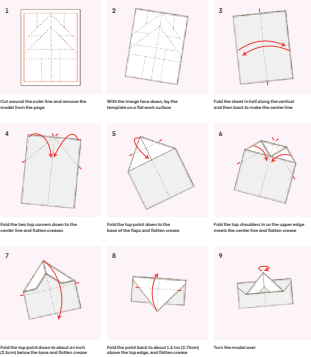 1
Cut around the outer line and remove the
model from the page
2
With the image face down, lay the
template on a flat work surface
3
Fold the sheet in half along the vertical
and then back to make the center line
4
Fold the two top corners down to the
center line and flatten creases
5
Fold the top point down to the
base of the flaps and flatten crease
6
Fold the top shoulders in so the upper edge
meets the center line and flatten crease
7
Fold the top point down to about an inch
(2.5cm) below the base and flatten crease
8
Fold the point back to about 1.5 ins (3.75cm)
above the top edge, and flatten crease
9
Turn the model over